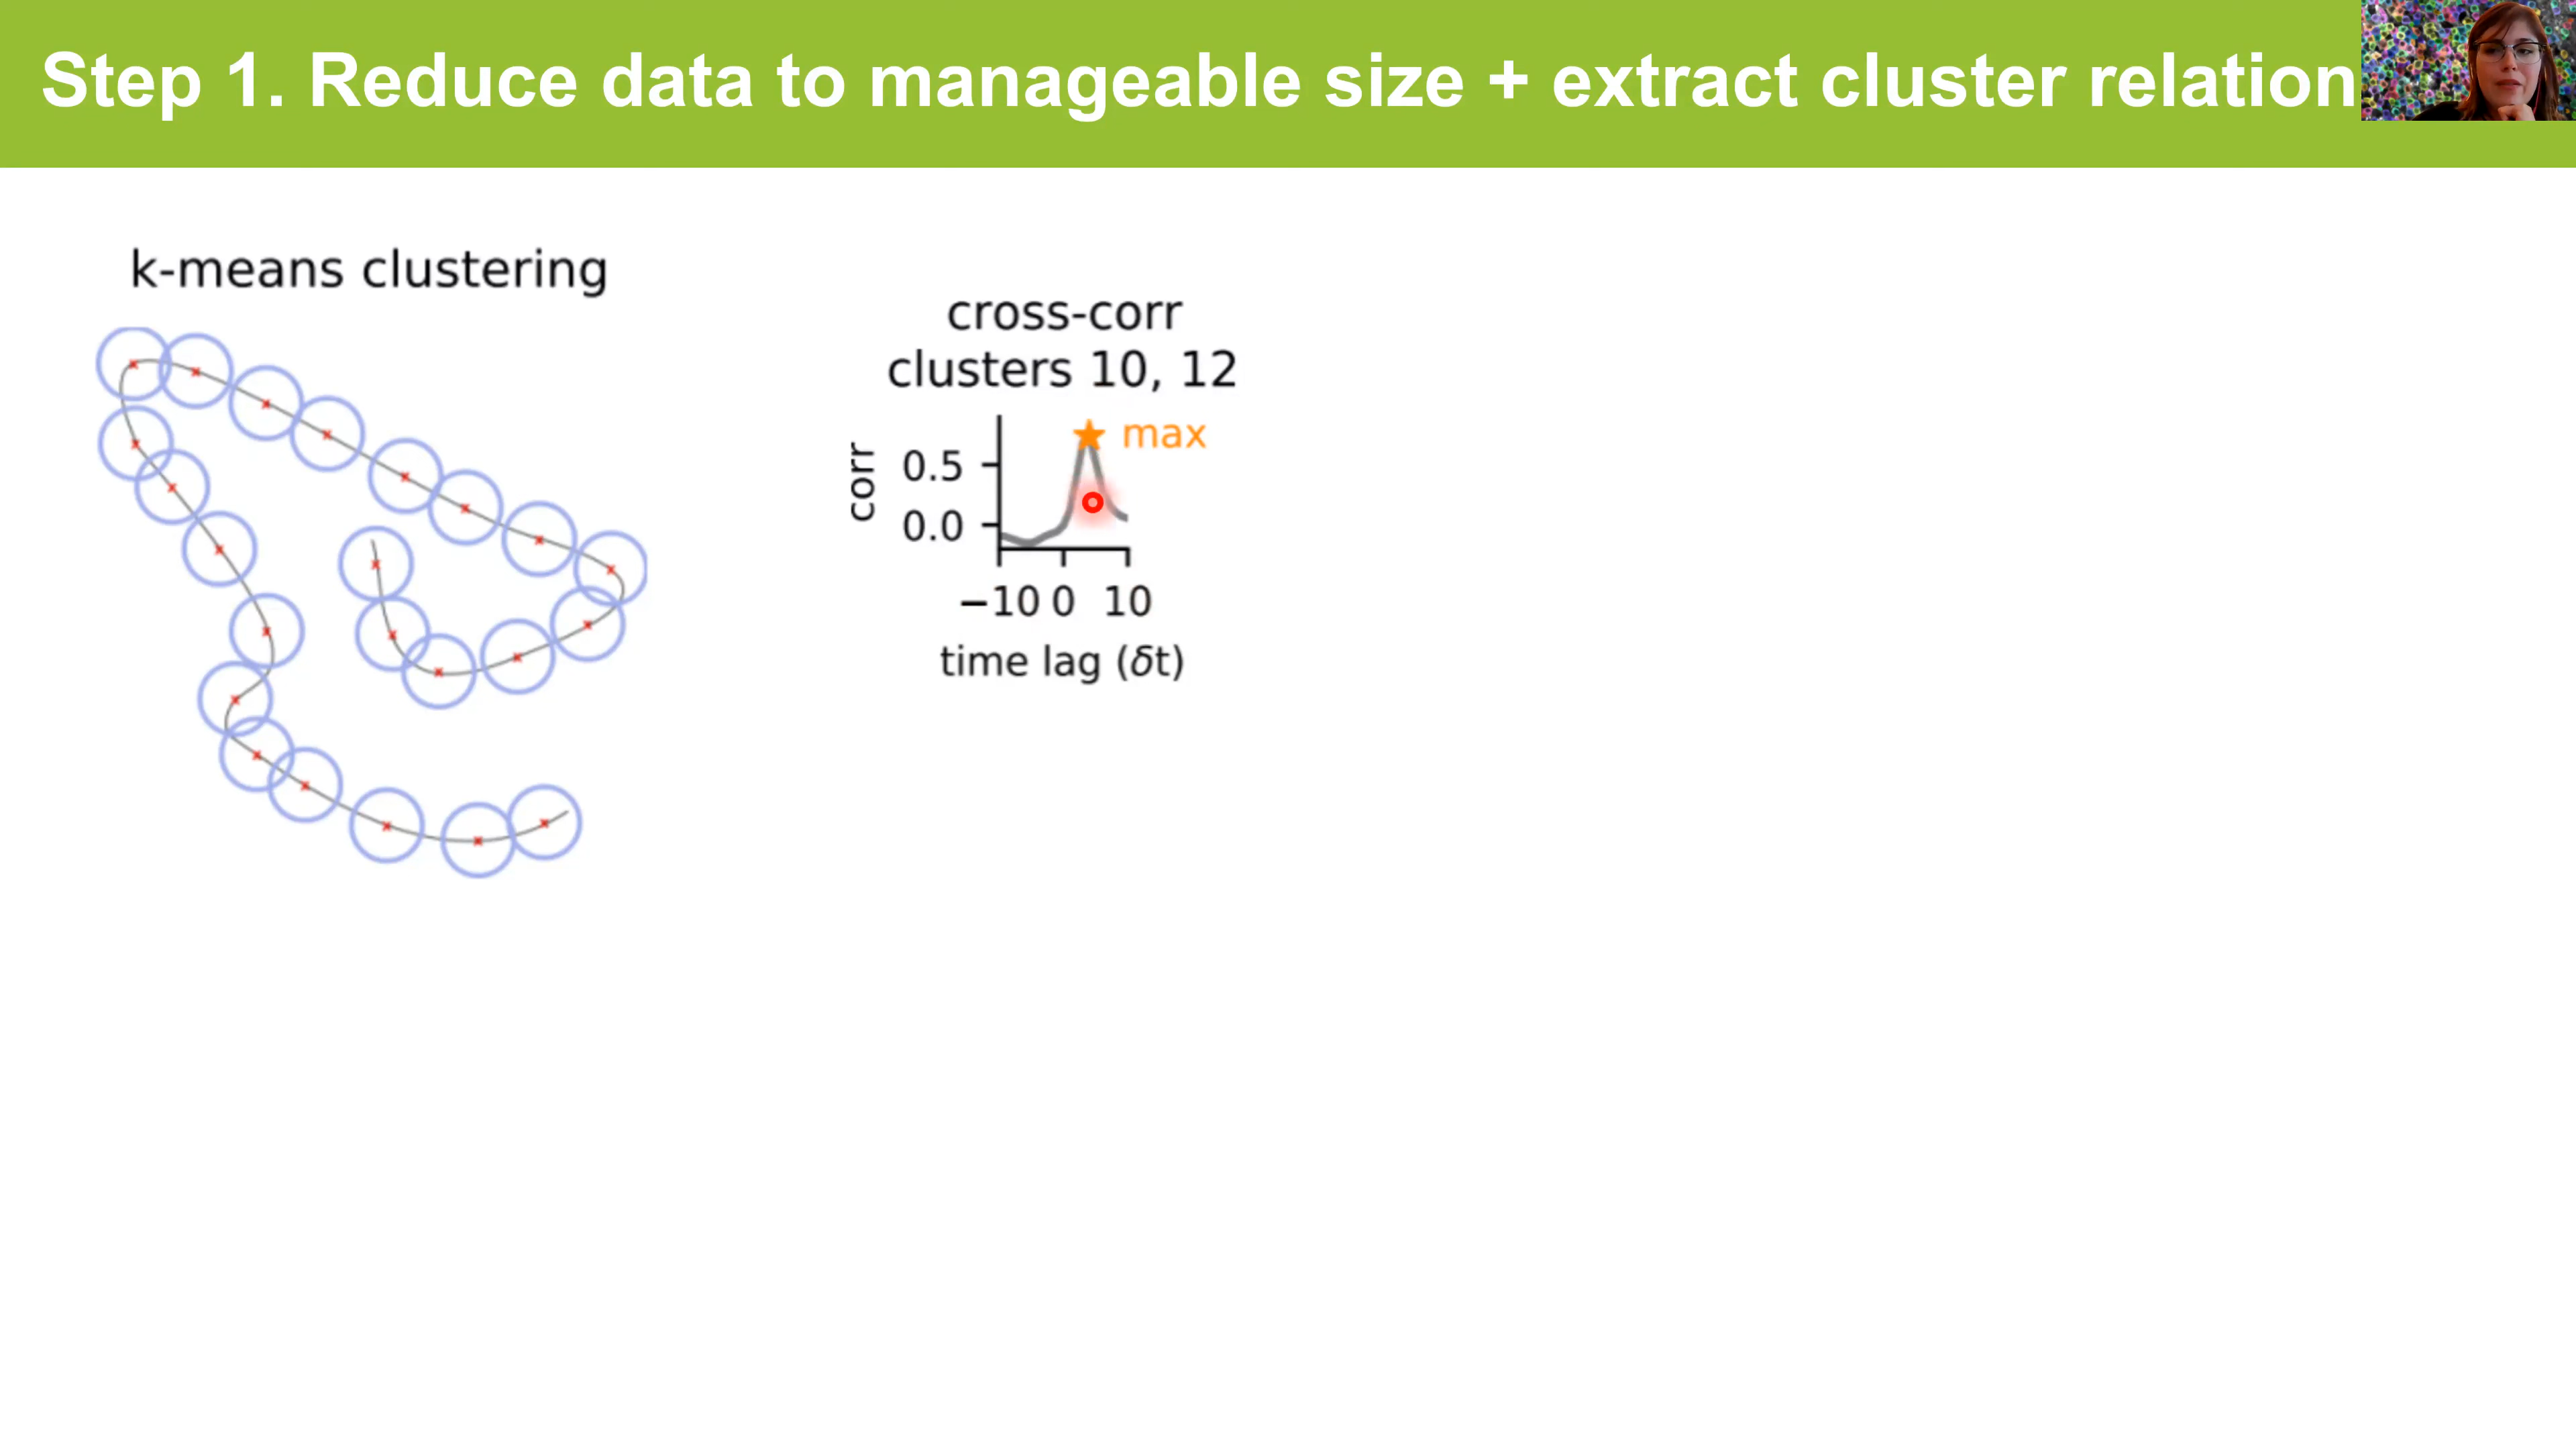 Step 1. Reduce data to manageable size + extract cluster relation
k-means clustering
cross-corr
clusters 10, 12
max
corr
0.5
0.0
−10 0 10
time lag (δt)